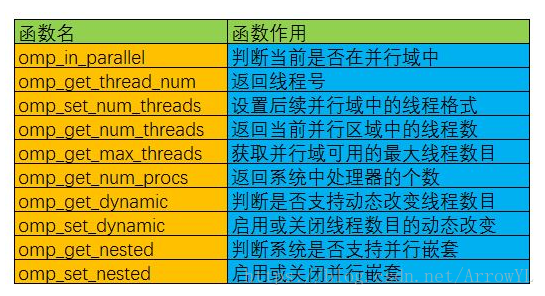 函数名 函数作用
omp_in_parallel 判断当前是否在并行域中
omp_get_thread_num 返回线程号
omp_set_num_threads 设置后续并行域中的线程格式
omp_get_num_threads 返回当前并行区域中的线程数
omp_get_max_threads 获取并行域可用的最大线程数目
omp_get_num_procs 返回系统中处理器的个数
omp_get_dynamic 判断是否支持动态改变线程数目
omp_set_dynamic 启用或关闭线程数目的动态改变
omp_get_nested 判断系统是否支持并行嵌套
omp_set_nested 启用或关闭并行嵌套